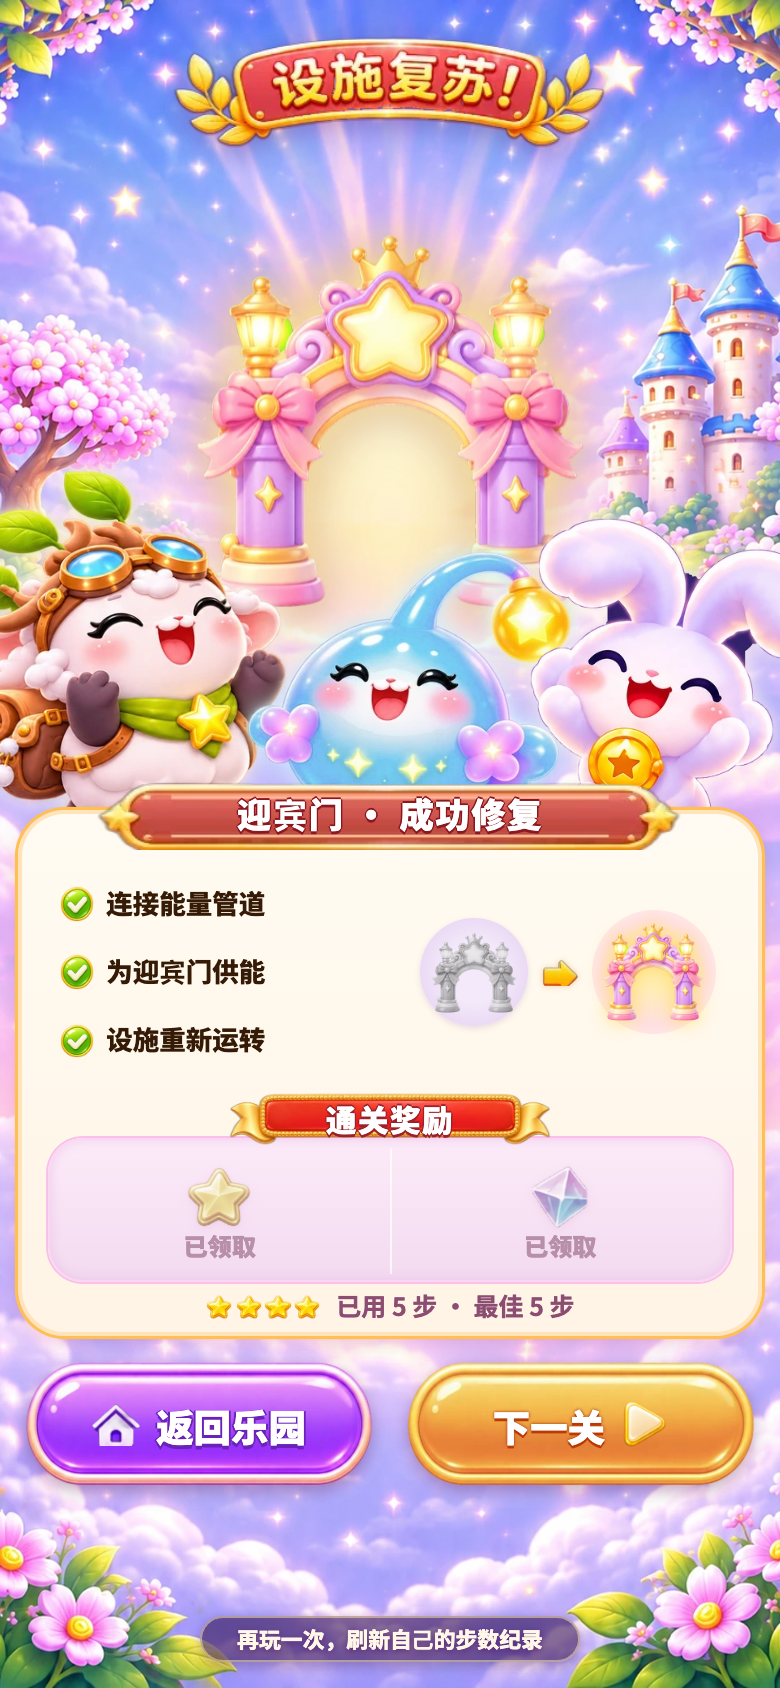 设施复苏！
迎宾门 · 成功修复
连接能量管道
为迎宾门供能
设施重新运转
通关奖励
已领取
已领取
已用 5 步 · 最佳 5 步
返回乐园
下一关
再玩一次，刷新自己的步数纪录